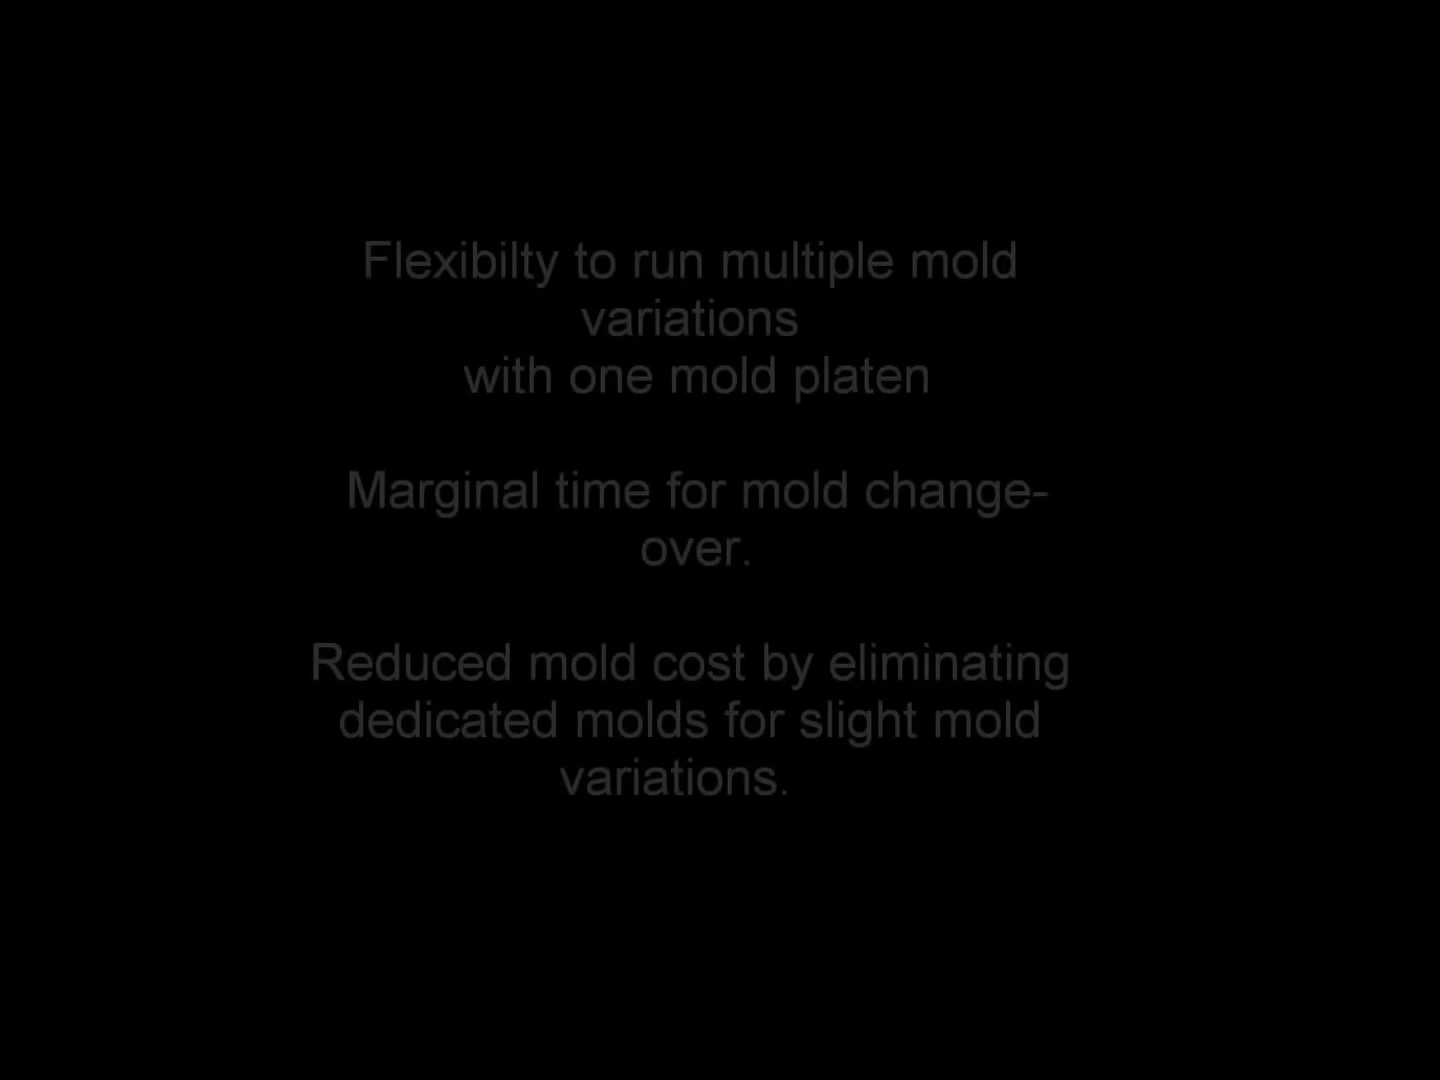 Flexibilty to run multiple mold
variations
with one mold platen
Marginal time for mold change-
over.
Reduced mold cost by eliminating
dedicated molds for slight mold
variations.